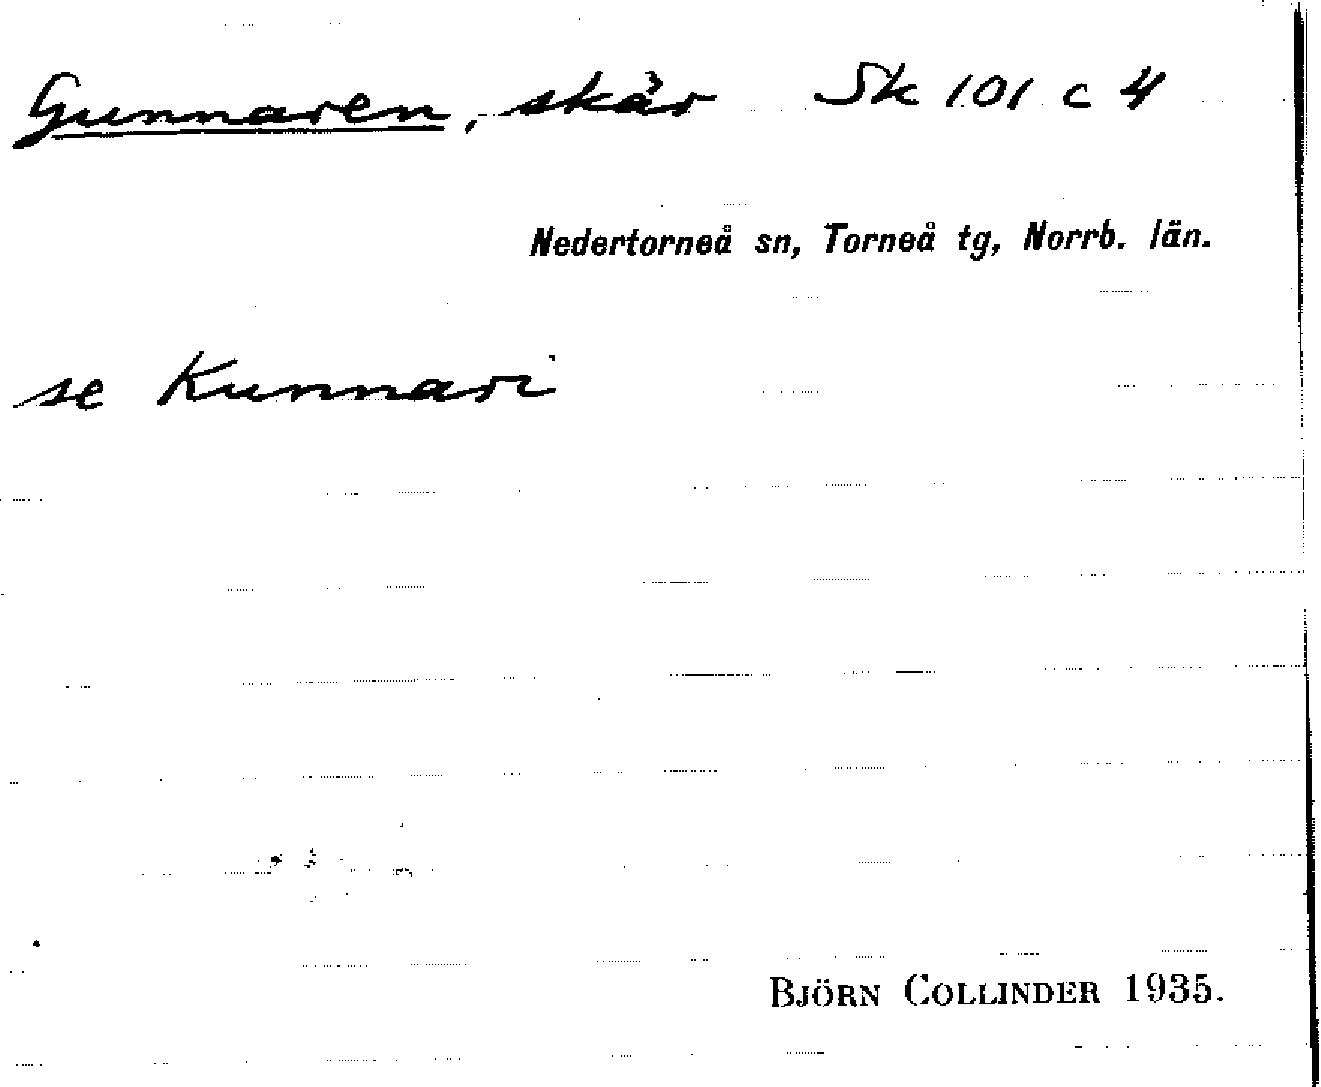 Gunnaren, skär Sk 101 c 4
Nedertorneå sn, Torneå tg, Norrb. län.
se Kunnari
BJÖRN COLLINDER 1935.